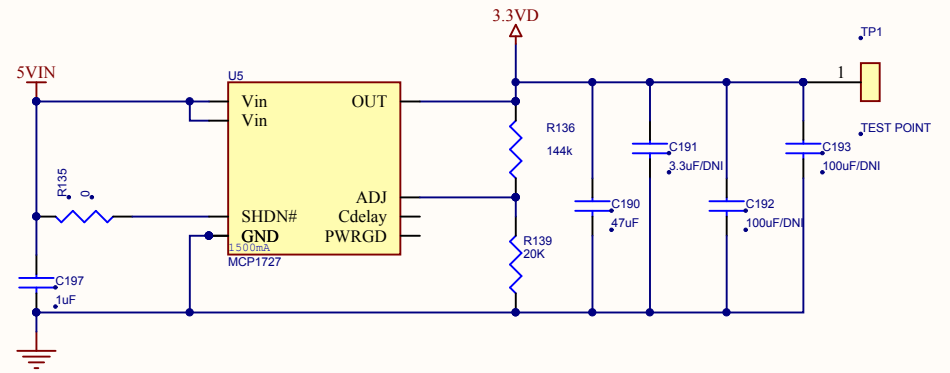 3.3VD
TP1
5VIN
U5
1
Vin
OUT
Vin
R136
144k
TEST POINT
C191
3.3uF/DNI
C193
100uF/DNI
R135
0
ADJ
SHDN#
Cdelay
C190
47uF
C192
100uF/DNI
GND
PWRGD
1500mA
MCP1727
R139
20K
C197
1uF